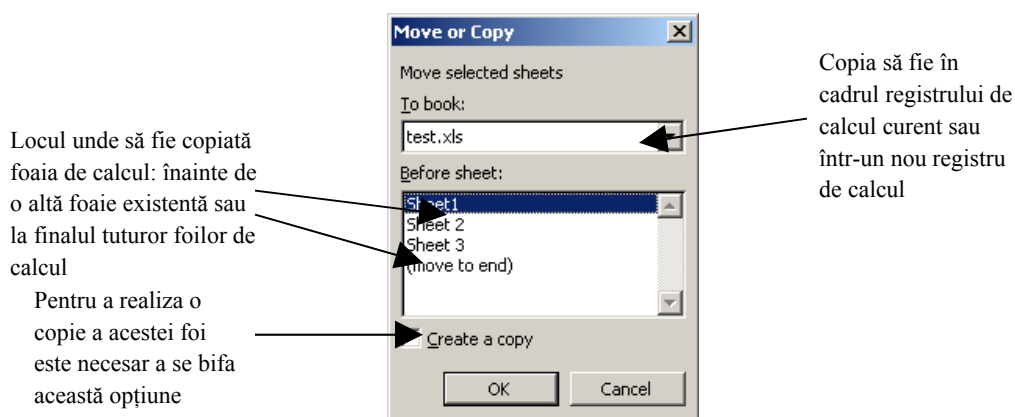 Move or Copy
Move selected sheets
To book:
test.xls
Before sheet:
Sheet1
Sheet 2
Sheet 3
(move to end)
Create a copy
OK
Cancel
Locul unde să fie copiată
foaia de calcul: înainte de
o altă foaie existentă sau
la finalul tuturor foilor de
calcul
Pentru a realiza o
copie a acestei foi
este necesar a se bifa
această opțiune
Copia să fie în
cadrul registrului de
calcul curent sau
într-un nou registru
de calcul